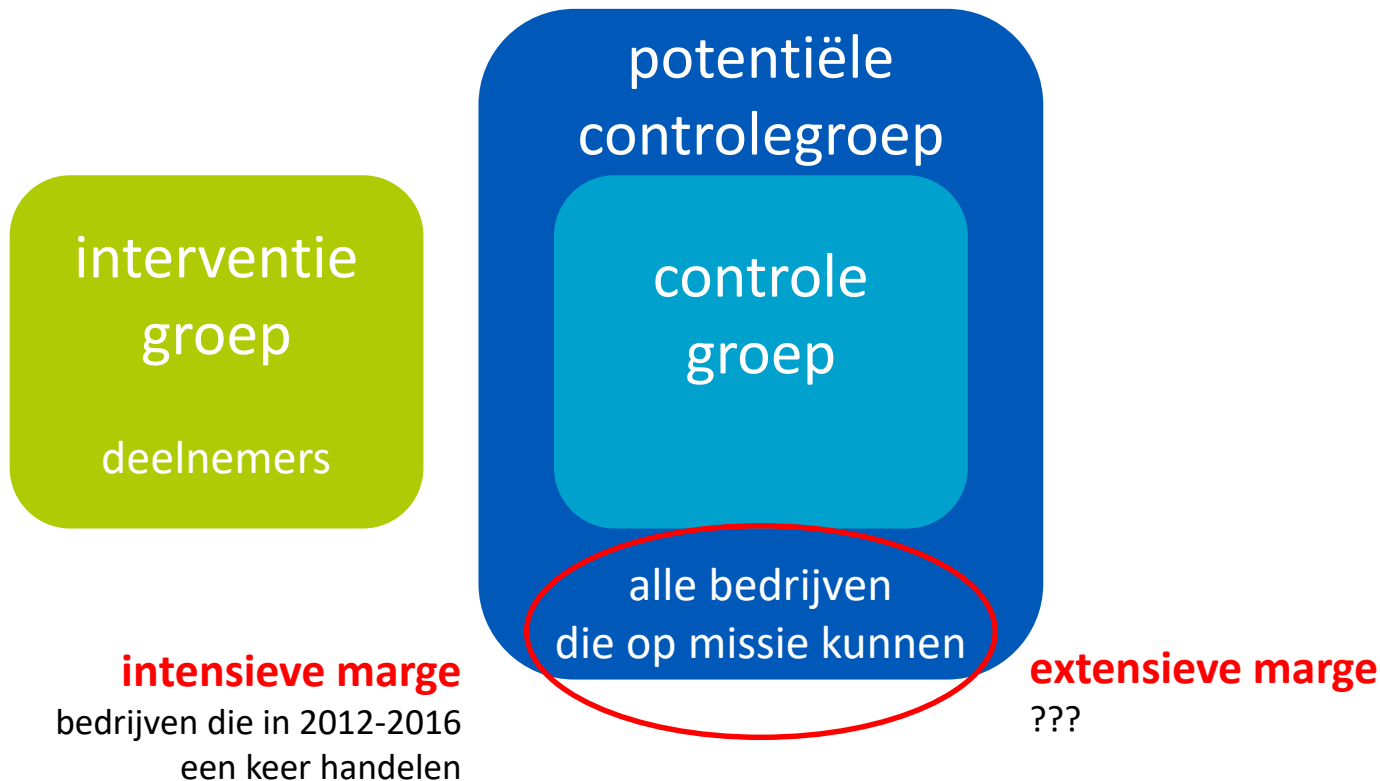 potentiële
controlegroep
interventie
groep
deelnemers
controle
groep
alle bedrijven
die op missie kunnen
intensieve marge
bedrijven die in 2012-2016
een keer handelen
extensieve marge
???